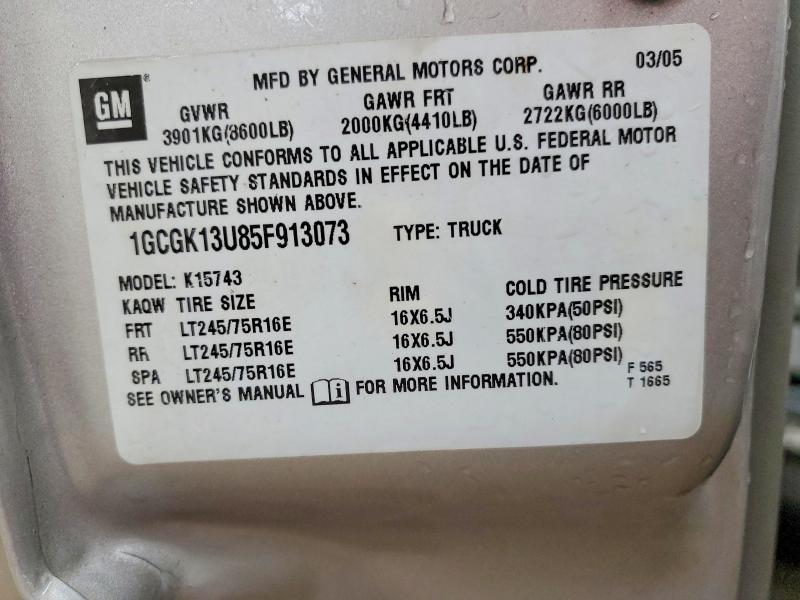 GM
®
MFD BY GENERAL MOTORS CORP. 03/05
GVWR GAWR FRT GAWR RR
3901KG(8600LB) 2000KG(4410LB) 2722KG(6000LB)
THIS VEHICLE CONFORMS TO ALL APPLICABLE U.S. FEDERAL MOTOR
VEHICLE SAFETY STANDARDS IN EFFECT ON THE DATE OF
MANUFACTURE SHOWN ABOVE.
1GCGK13U85F913073 TYPE: TRUCK
MODEL: K15743
KAQW TIRE SIZE RIM COLD TIRE PRESSURE
FRT LT245/75R16E 16X6.5J 340KPA(50PSI)
RR LT245/75R16E 16X6.5J 550KPA(80PSI)
SPA LT245/75R16E 16X6.5J 550KPA(80PSI)
SEE OWNER'S MANUAL i FOR MORE INFORMATION.
F 565
T 1665